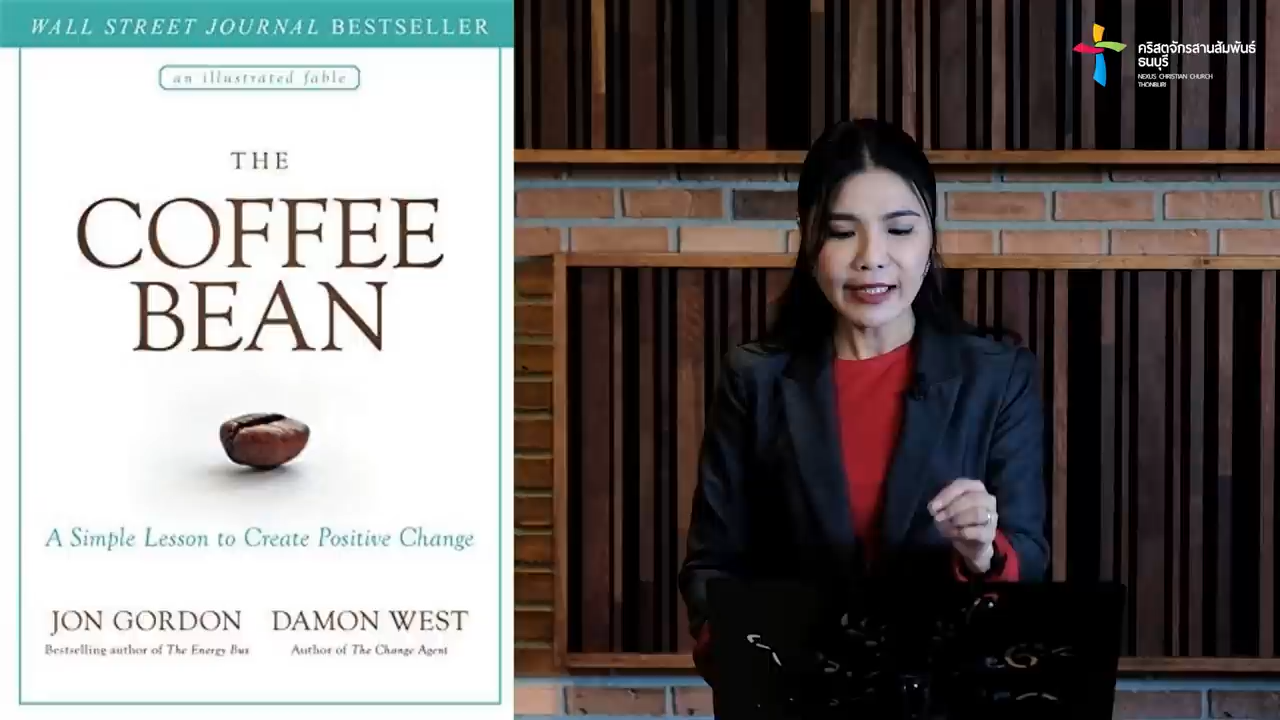 WALL STREET JOURNAL BESTSELLER
an illustrated fable
THE
COFFEE
BEAN
A Simple Lesson to Create Positive Change
JON GORDON DAMON WEST
Bestselling author of The Energy Bus Author of The Change Agent
คริสตจักรสานสัมพันธ์
ธนบุรี
NEXUS CHRISTIAN CHURCH
THONBURI